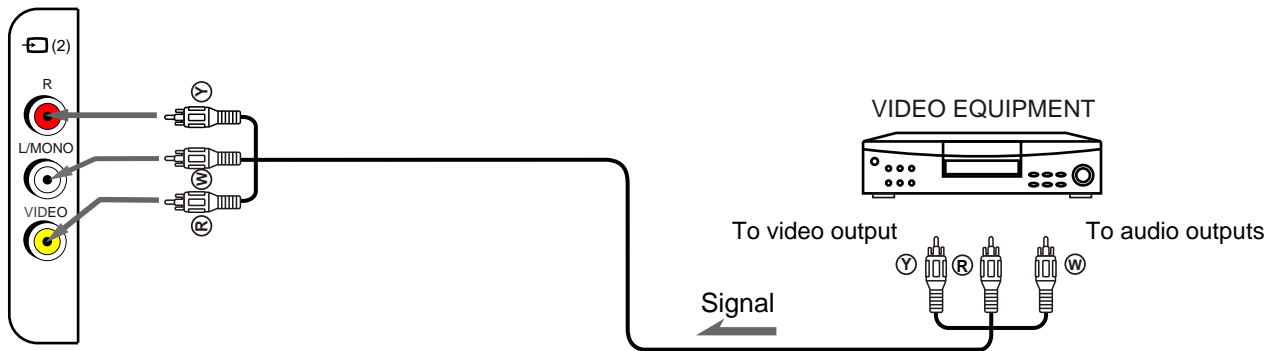 (2)
R
L/MONO
VIDEO
Y
W
R
VIDEO EQUIPMENT
To video output
To audio outputs
Y R W
Signal